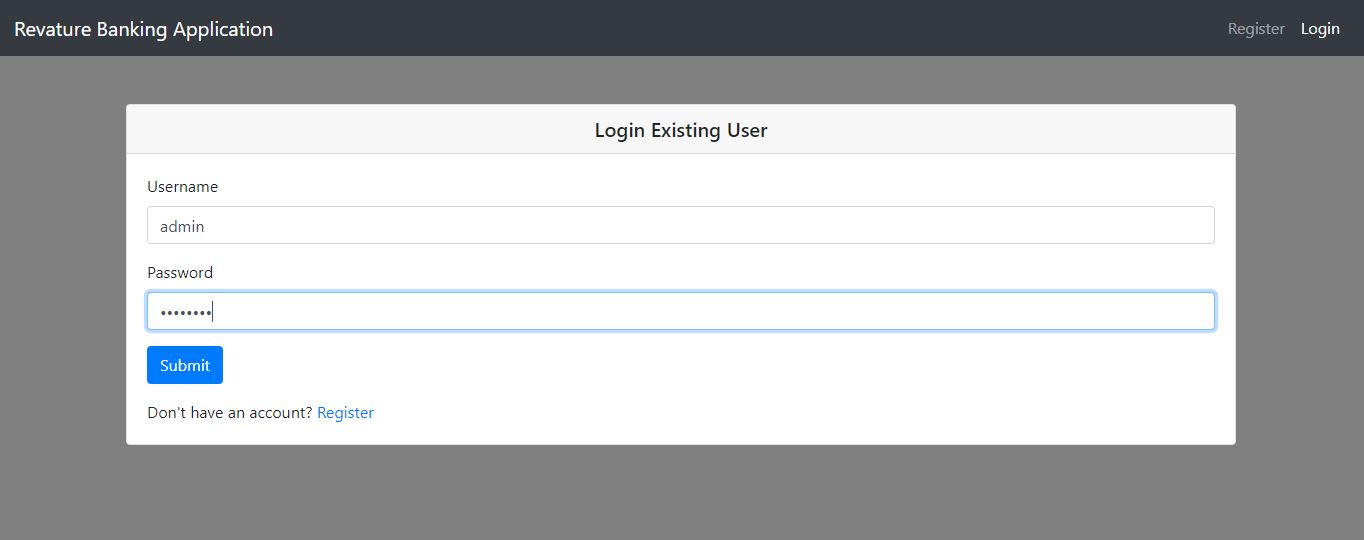 Revature Banking Application Register Login
Login Existing User
Username
admin
Password
••••••••
Submit
Don't have an account? Register